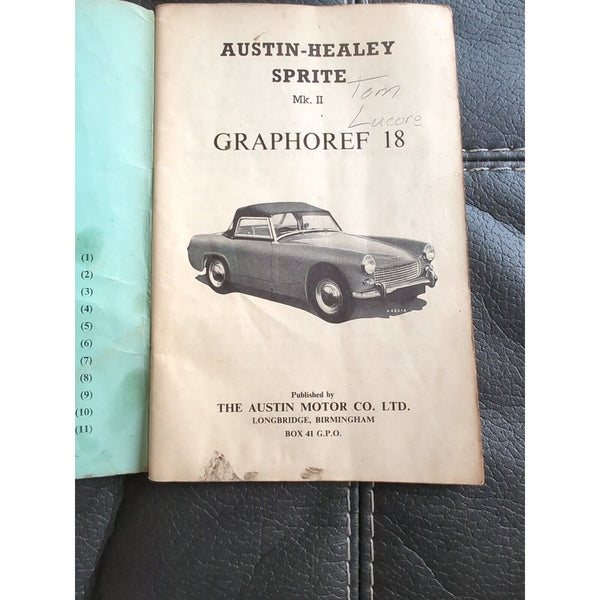 (1)
(2)
(3)
(4)
(5)
(6)
(7)
(8)
(9)
(10)
(11)
AUSTIN-HEALEY
SPRITE
Mk. II
Tom
Lucore
GRAPHOREF 18
Published by
THE AUSTIN MOTOR CO. LTD.
LONGBRIDGE, BIRMINGHAM
BOX 41 G.P.O.